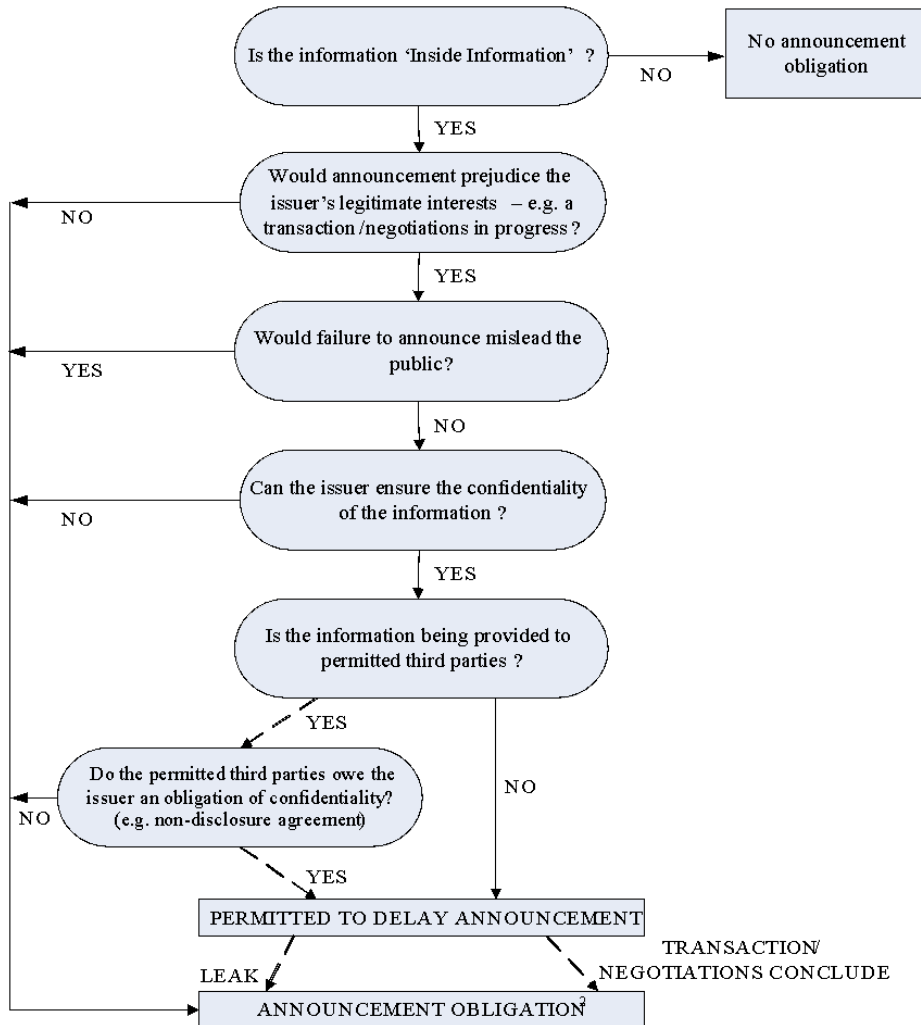 Is the information ‘Inside Information’ ?
No announcement
obligation
NO
YES
Would announcement prejudice the
issuer’s legitimate interests – e.g. a
transaction/negotiations in progress?
NO
YES
Would failure to announce mislead the
public?
YES
NO
Can the issuer ensure the confidentiality
of the information ?
NO
YES
Is the information being provided to
permitted third parties ?
YES
NO
Do the permitted third parties owe the
issuer an obligation of confidentiality?
(e.g. non-disclosure agreement)
NO
YES
PERMITTED TO DELAY ANNOUNCEMENT
LEAK
TRANSACTION/
NEGOTIATIONS CONCLUDE
ANNOUNCEMENT OBLIGATION2